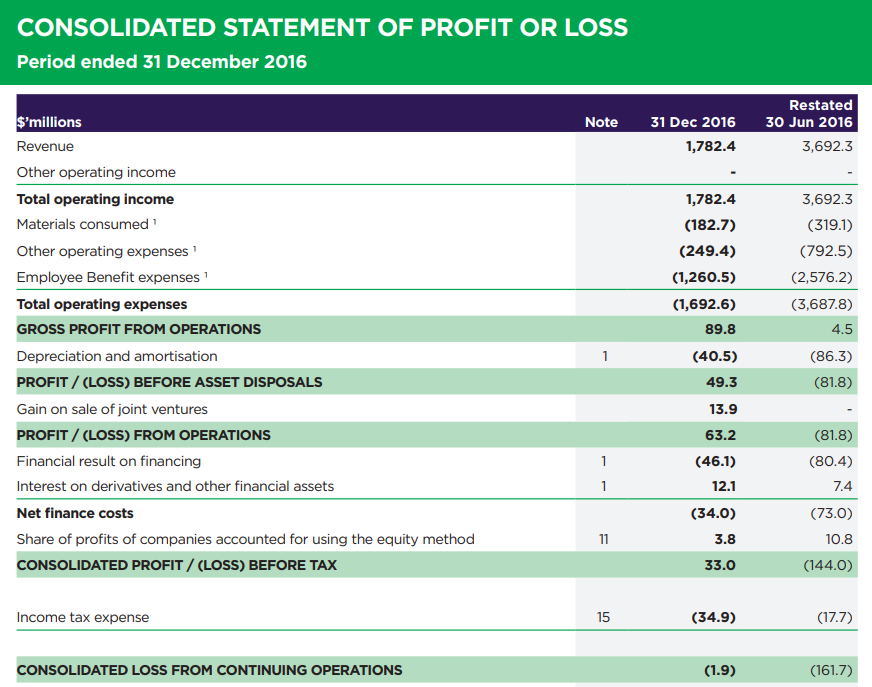 CONSOLIDATED STATEMENT OF PROFIT OR LOSS
Period ended 31 December 2016
Restated
$'millions Note 31 Dec 2016 30 Jun 2016
Revenue 1,782.4 3,692.3
Other operating income - -
Total operating income 1,782.4 3,692.3
Materials consumed ¹ (182.7) (319.1)
Other operating expenses ¹ (249.4) (792.5)
Employee Benefit expenses ¹ (1,260.5) (2,576.2)
Total operating expenses (1,692.6) (3,687.8)
GROSS PROFIT FROM OPERATIONS 89.8 4.5
Depreciation and amortisation 1 (40.5) (86.3)
PROFIT / (LOSS) BEFORE ASSET DISPOSALS 49.3 (81.8)
Gain on sale of joint ventures 13.9 -
PROFIT / (LOSS) FROM OPERATIONS 63.2 (81.8)
Financial result on financing 1 (46.1) (80.4)
Interest on derivatives and other financial assets 1 12.1 7.4
Net finance costs (34.0) (73.0)
Share of profits of companies accounted for using the equity method 11 3.8 10.8
CONSOLIDATED PROFIT / (LOSS) BEFORE TAX 33.0 (144.0)
Income tax expense 15 (34.9) (17.7)
CONSOLIDATED LOSS FROM CONTINUING OPERATIONS (1.9) (161.7)